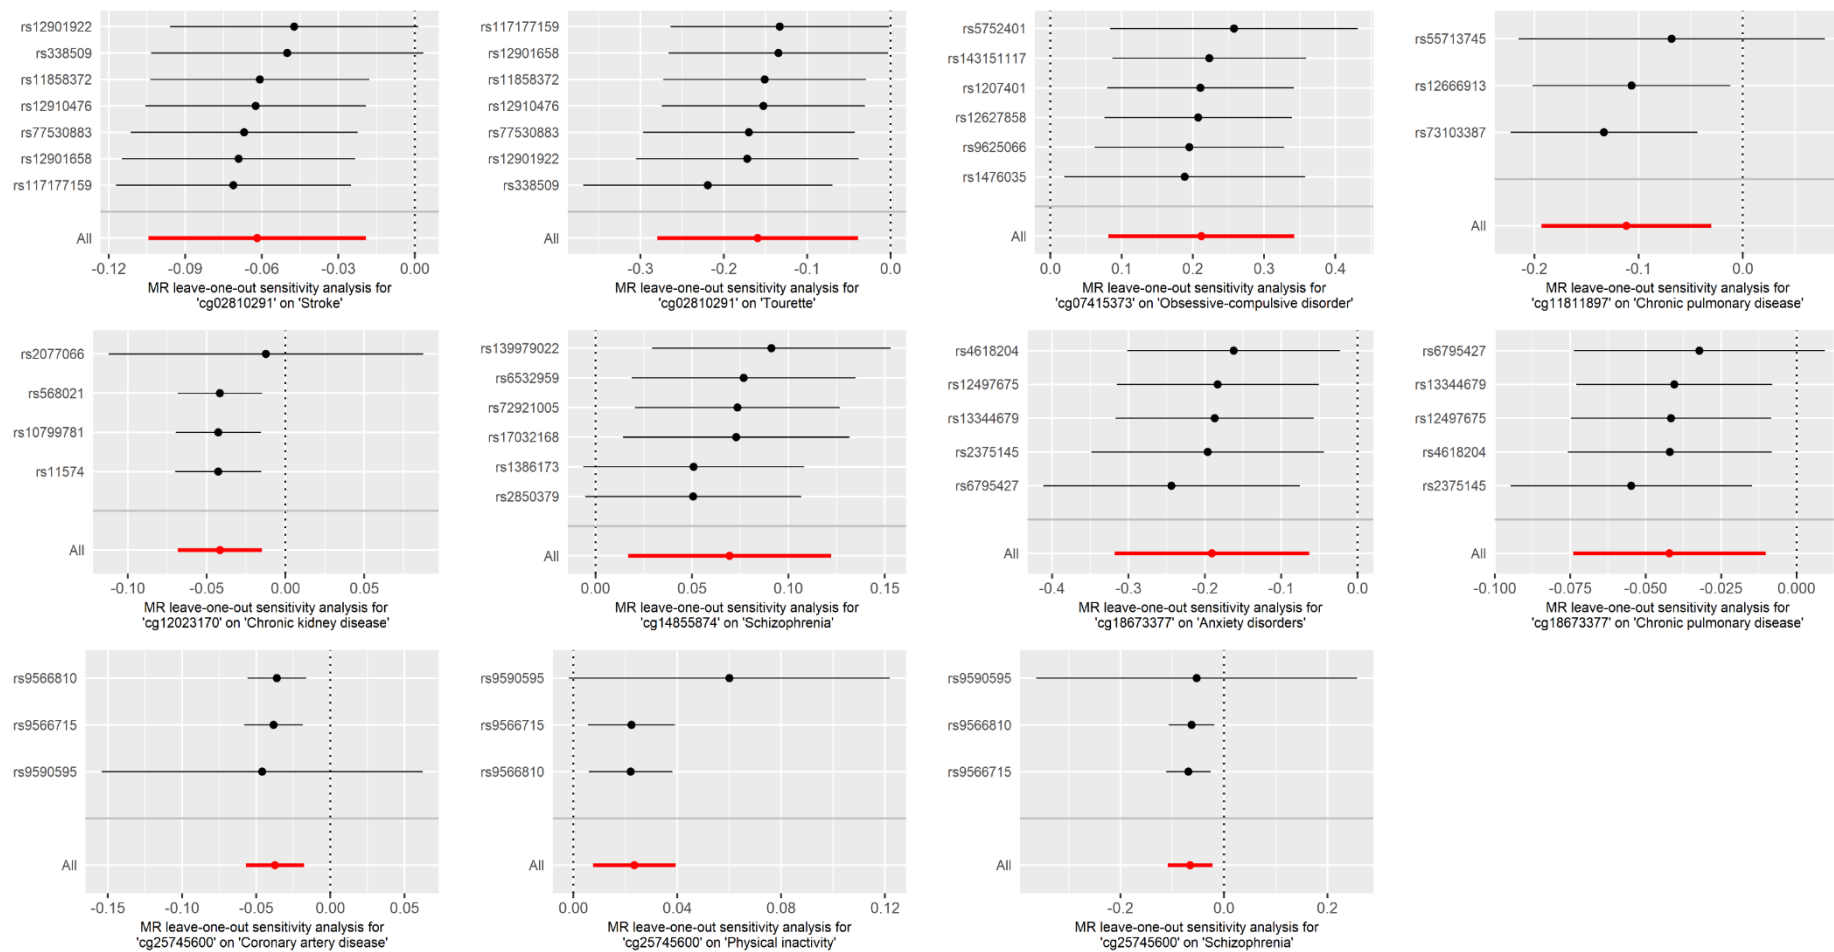 rs12901922
rs338509
rs11858372
rs12910476
rs77530883
rs12901658
rs117177159
All
-0.12 -0.09 -0.06 -0.03 0.00
MR leave-one-out sensitivity analysis for
'cg02810291' on 'Stroke'
rs117177159
rs12901658
rs11858372
rs12910476
rs77530883
rs12901922
rs338509
All
-0.3 -0.2 -0.1 0.0
MR leave-one-out sensitivity analysis for
'cg02810291' on 'Tourette'
rs5752401
rs143151117
rs1207401
rs12627858
rs9625066
rs1476035
All
0.0 0.1 0.2 0.3 0.4
MR leave-one-out sensitivity analysis for
'cg07415373' on 'Obsessive-compulsive disorder'
rs55713745
rs12666913
rs73103387
All
-0.2 -0.1 0.0
MR leave-one-out sensitivity analysis for
'cg11811897' on 'Chronic pulmonary disease'
rs2077066
rs568021
rs10799781
rs11574
All
-0.10 -0.05 0.00 0.05
MR leave-one-out sensitivity analysis for
'cg12023170' on 'Chronic kidney disease'
rs139979022
rs6532959
rs72921005
rs17032168
rs1386173
rs2850379
All
0.00 0.05 0.10 0.15
MR leave-one-out sensitivity analysis for
'cg14855874' on 'Schizophrenia'
rs4618204
rs12497675
rs13344679
rs2375145
rs6795427
All
-0.4 -0.3 -0.2 -0.1 0.0
MR leave-one-out sensitivity analysis for
'cg18673377' on 'Anxiety disorders'
rs6795427
rs13344679
rs12497675
rs4618204
rs2375145
All
-0.100 -0.075 -0.050 -0.025 0.000
MR leave-one-out sensitivity analysis for
'cg18673377' on 'Chronic pulmonary disease'
rs9566810
rs9566715
rs9590595
All
-0.15 -0.10 -0.05 0.00 0.05
MR leave-one-out sensitivity analysis for
'cg25745600' on 'Coronary artery disease'
rs9590595
rs9566715
rs9566810
All
0.00 0.04 0.08 0.12
MR leave-one-out sensitivity analysis for
'cg25745600' on 'Physical inactivity'
rs9590595
rs9566810
rs9566715
All
-0.2 0.0 0.2
MR leave-one-out sensitivity analysis for
'cg25745600' on 'Schizophrenia'